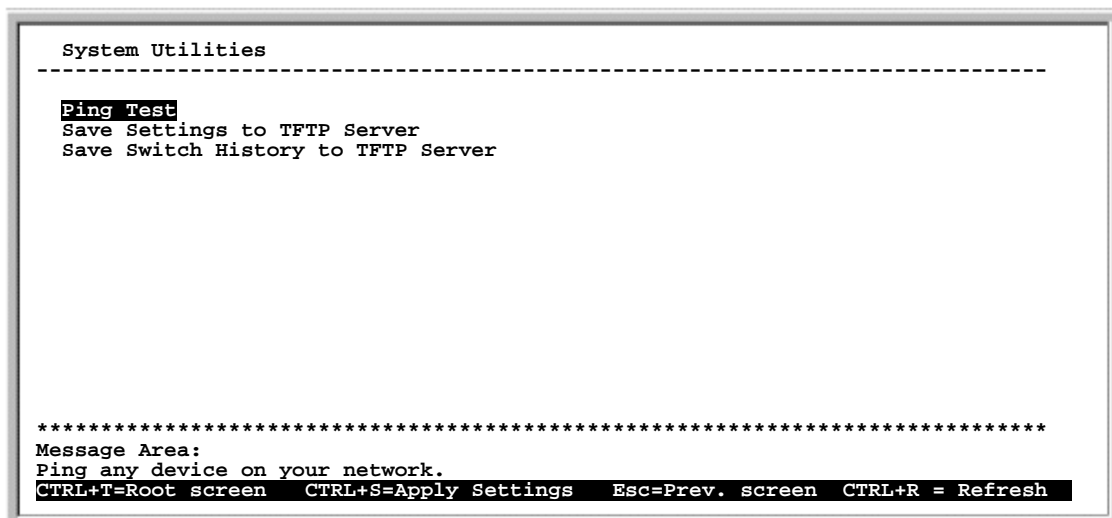 System Utilities
--------------------------------------------------------------------------------
Ping Test
Save Settings to TFTP Server
Save Switch History to TFTP Server
********************************************************************************
Message Area:
Ping any device on your network.
CTRL+T=Root screen CTRL+S=Apply Settings Esc=Prev. screen CTRL+R = Refresh